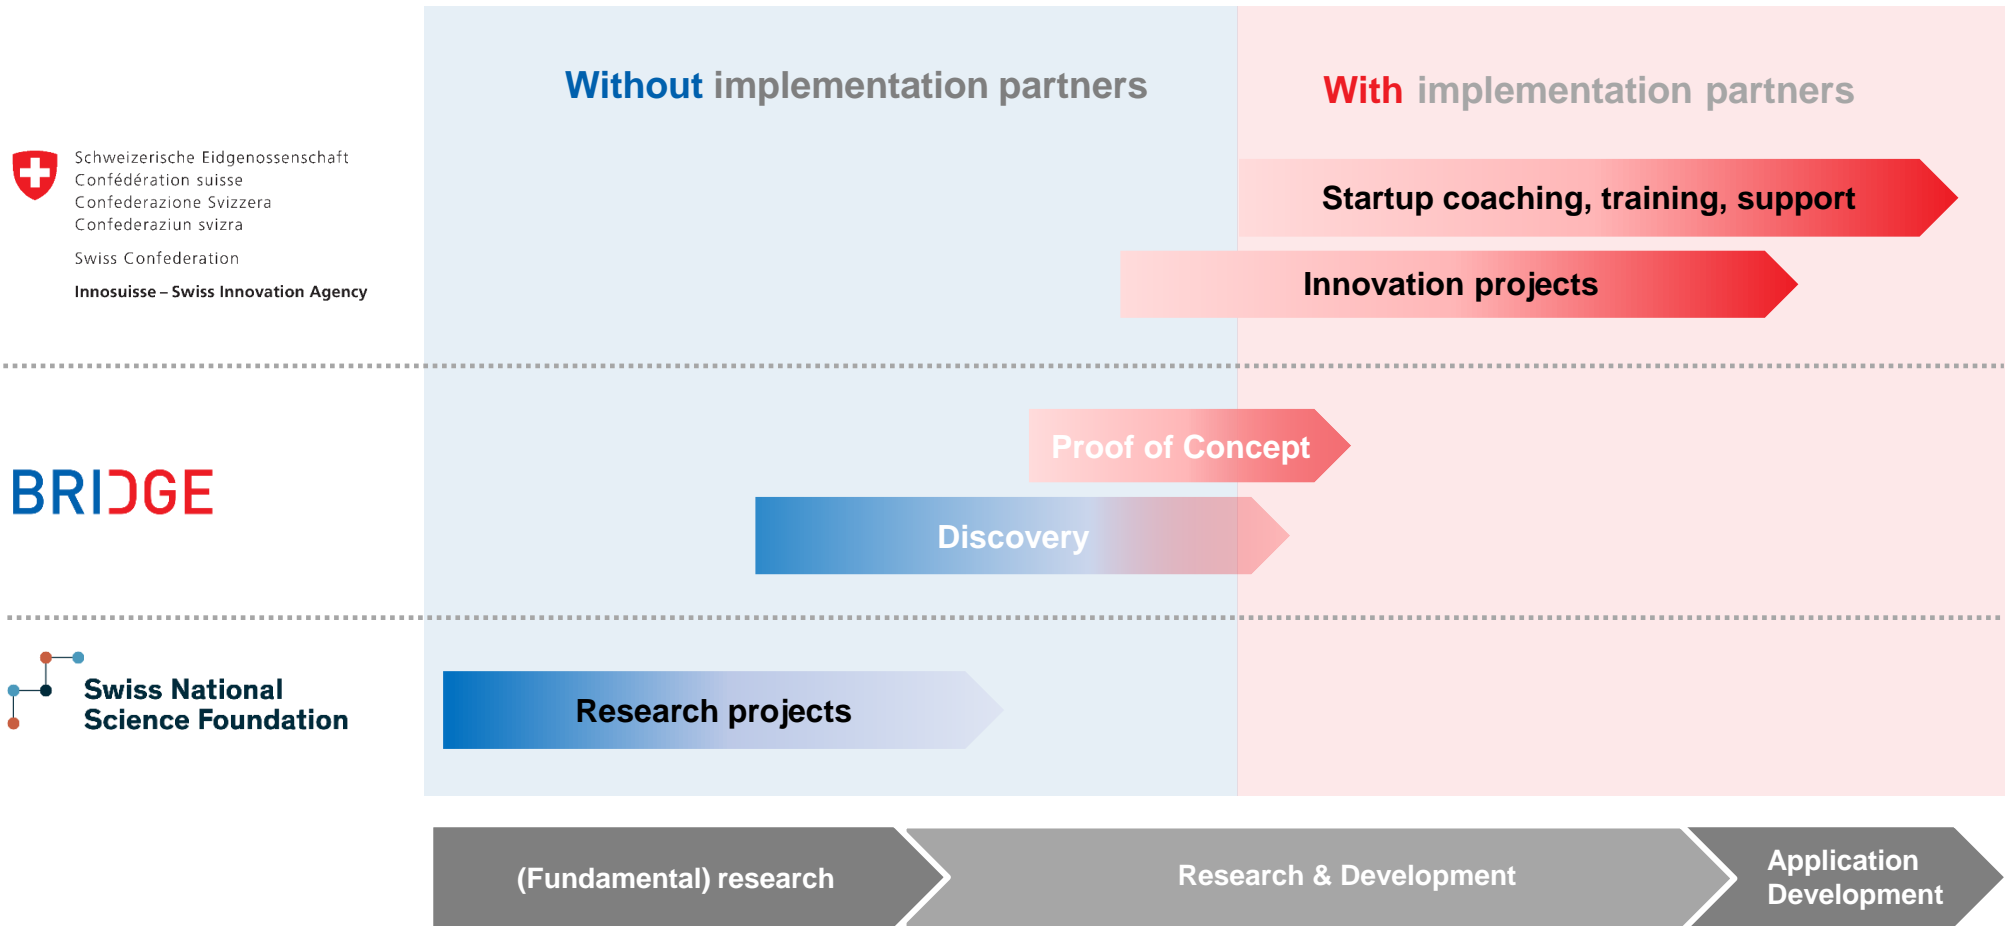 Without implementation partners
With implementation partners
Schweizerische Eidgenossenschaft
Confédération suisse
Confederazione Svizzera
Confederaziun svizra
Swiss Confederation
Innosuisse – Swiss Innovation Agency
Startup coaching, training, support
Innovation projects
BRIDGE
Proof of Concept
Discovery
Swiss National
Science Foundation
Research projects
(Fundamental) research
Research & Development
Application
Development